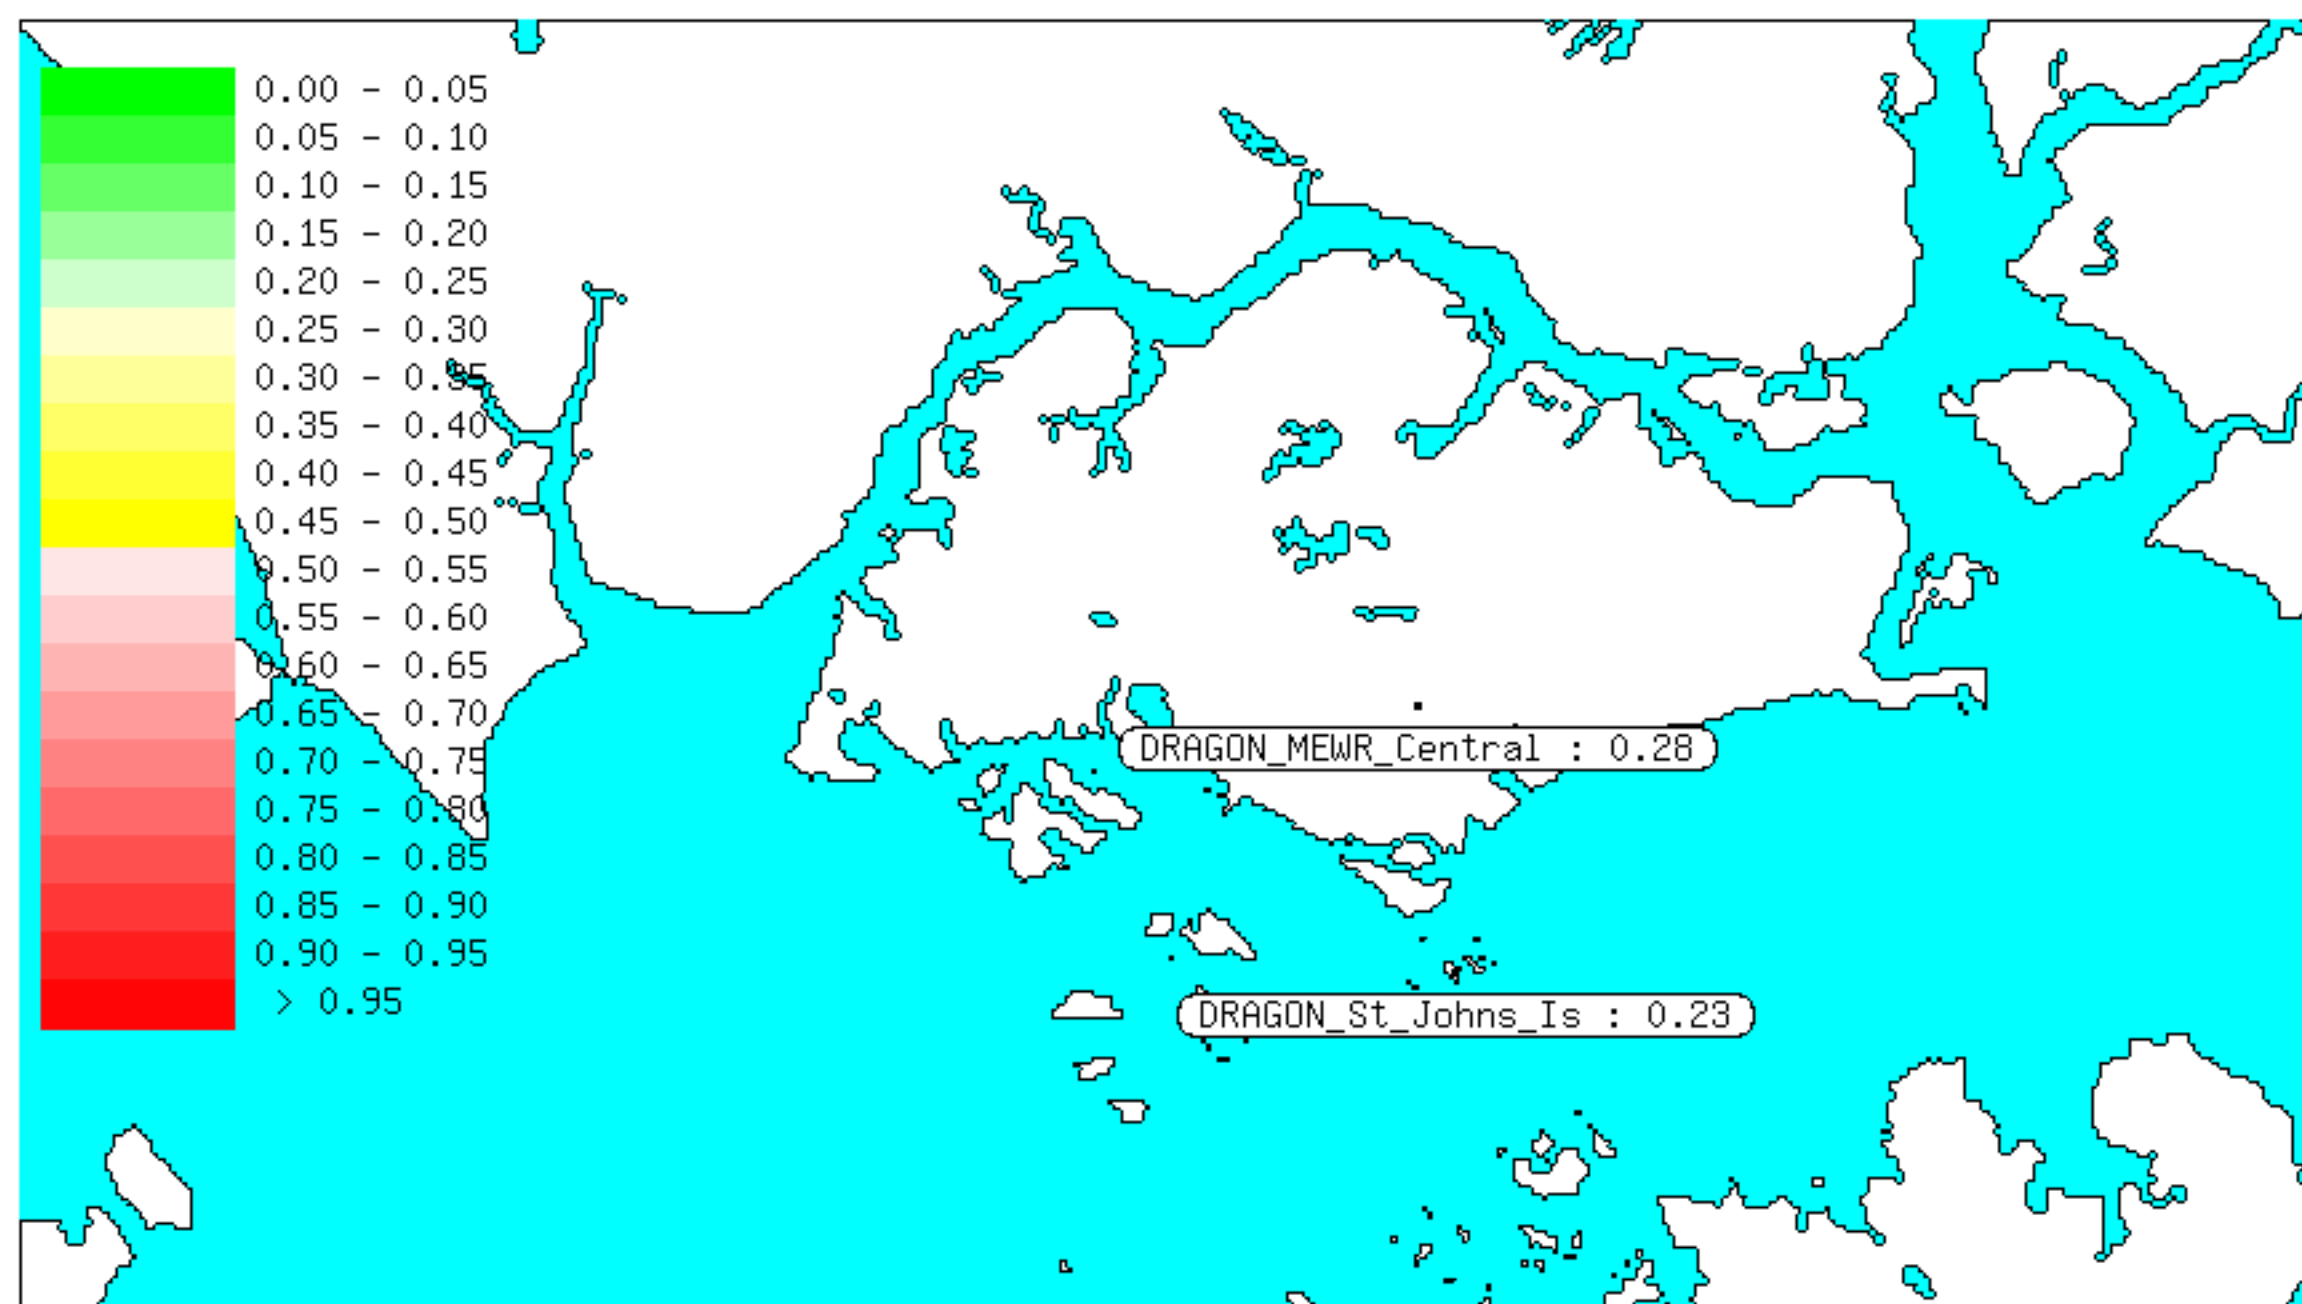 0.00 - 0.05
0.05 - 0.10
0.10 - 0.15
0.15 - 0.20
0.20 - 0.25
0.25 - 0.30
0.30 - 0.35
0.35 - 0.40
0.40 - 0.45
0.45 - 0.50
0.50 - 0.55
0.55 - 0.60
0.60 - 0.65
0.65 - 0.70
0.70 - 0.75
0.75 - 0.80
0.80 - 0.85
0.85 - 0.90
0.90 - 0.95
> 0.95
DRAGON_MEWR_Central : 0.28
DRAGON_St_Johns_Is : 0.23